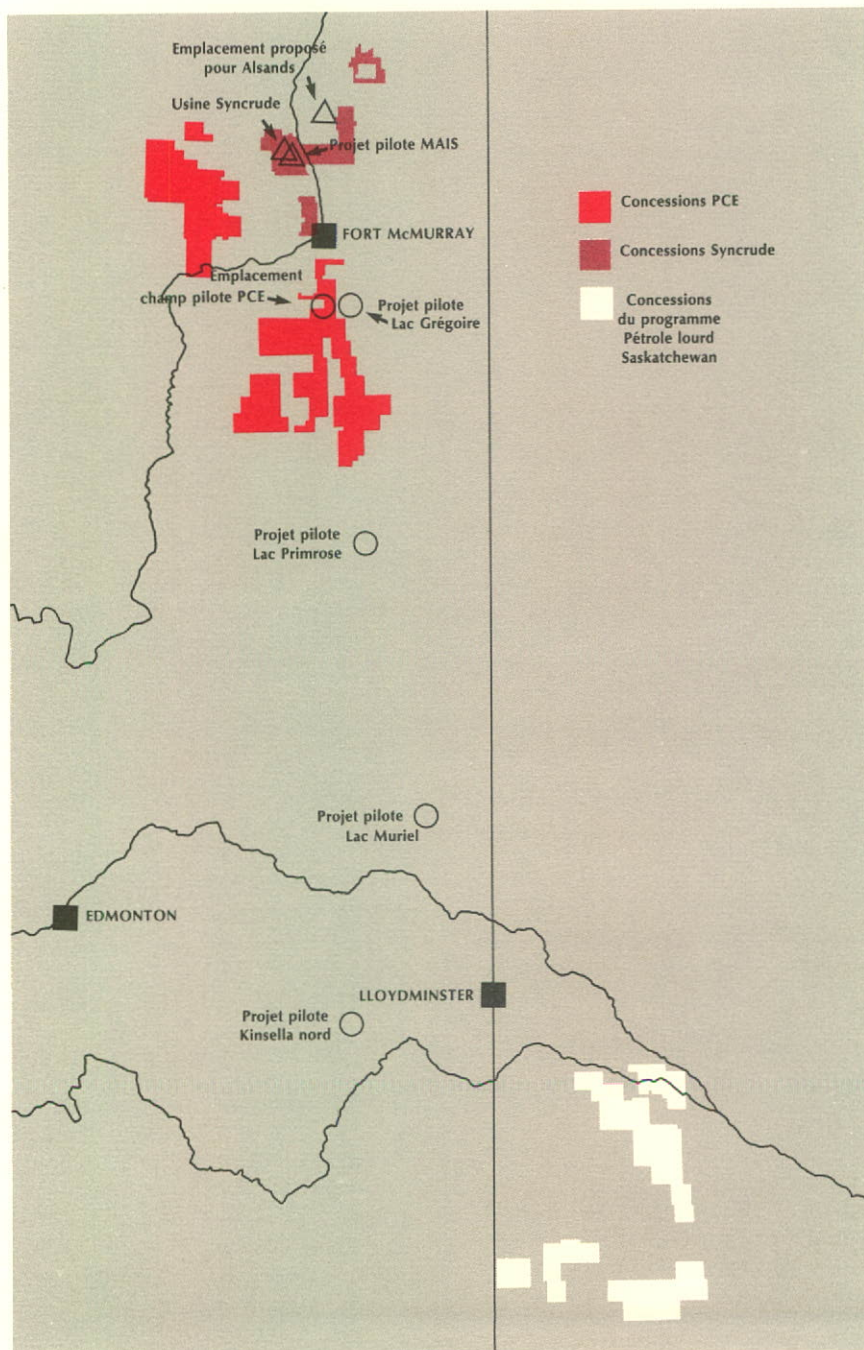 Emplacement proposé
pour Alsands
Usine Syncrude
Projet pilote MAIS
FORT McMURRAY
Emplacement
champ pilote PCE
Projet pilote
Lac Grégoire
Concessions PCE
Concessions Syncrude
Concessions
du programme
Pétrole lourd
Saskatchewan
Projet pilote
Lac Primrose
Projet pilote
Lac Muriel
EDMONTON
LLOYDMINSTER
Projet pilote
Kinsella nord